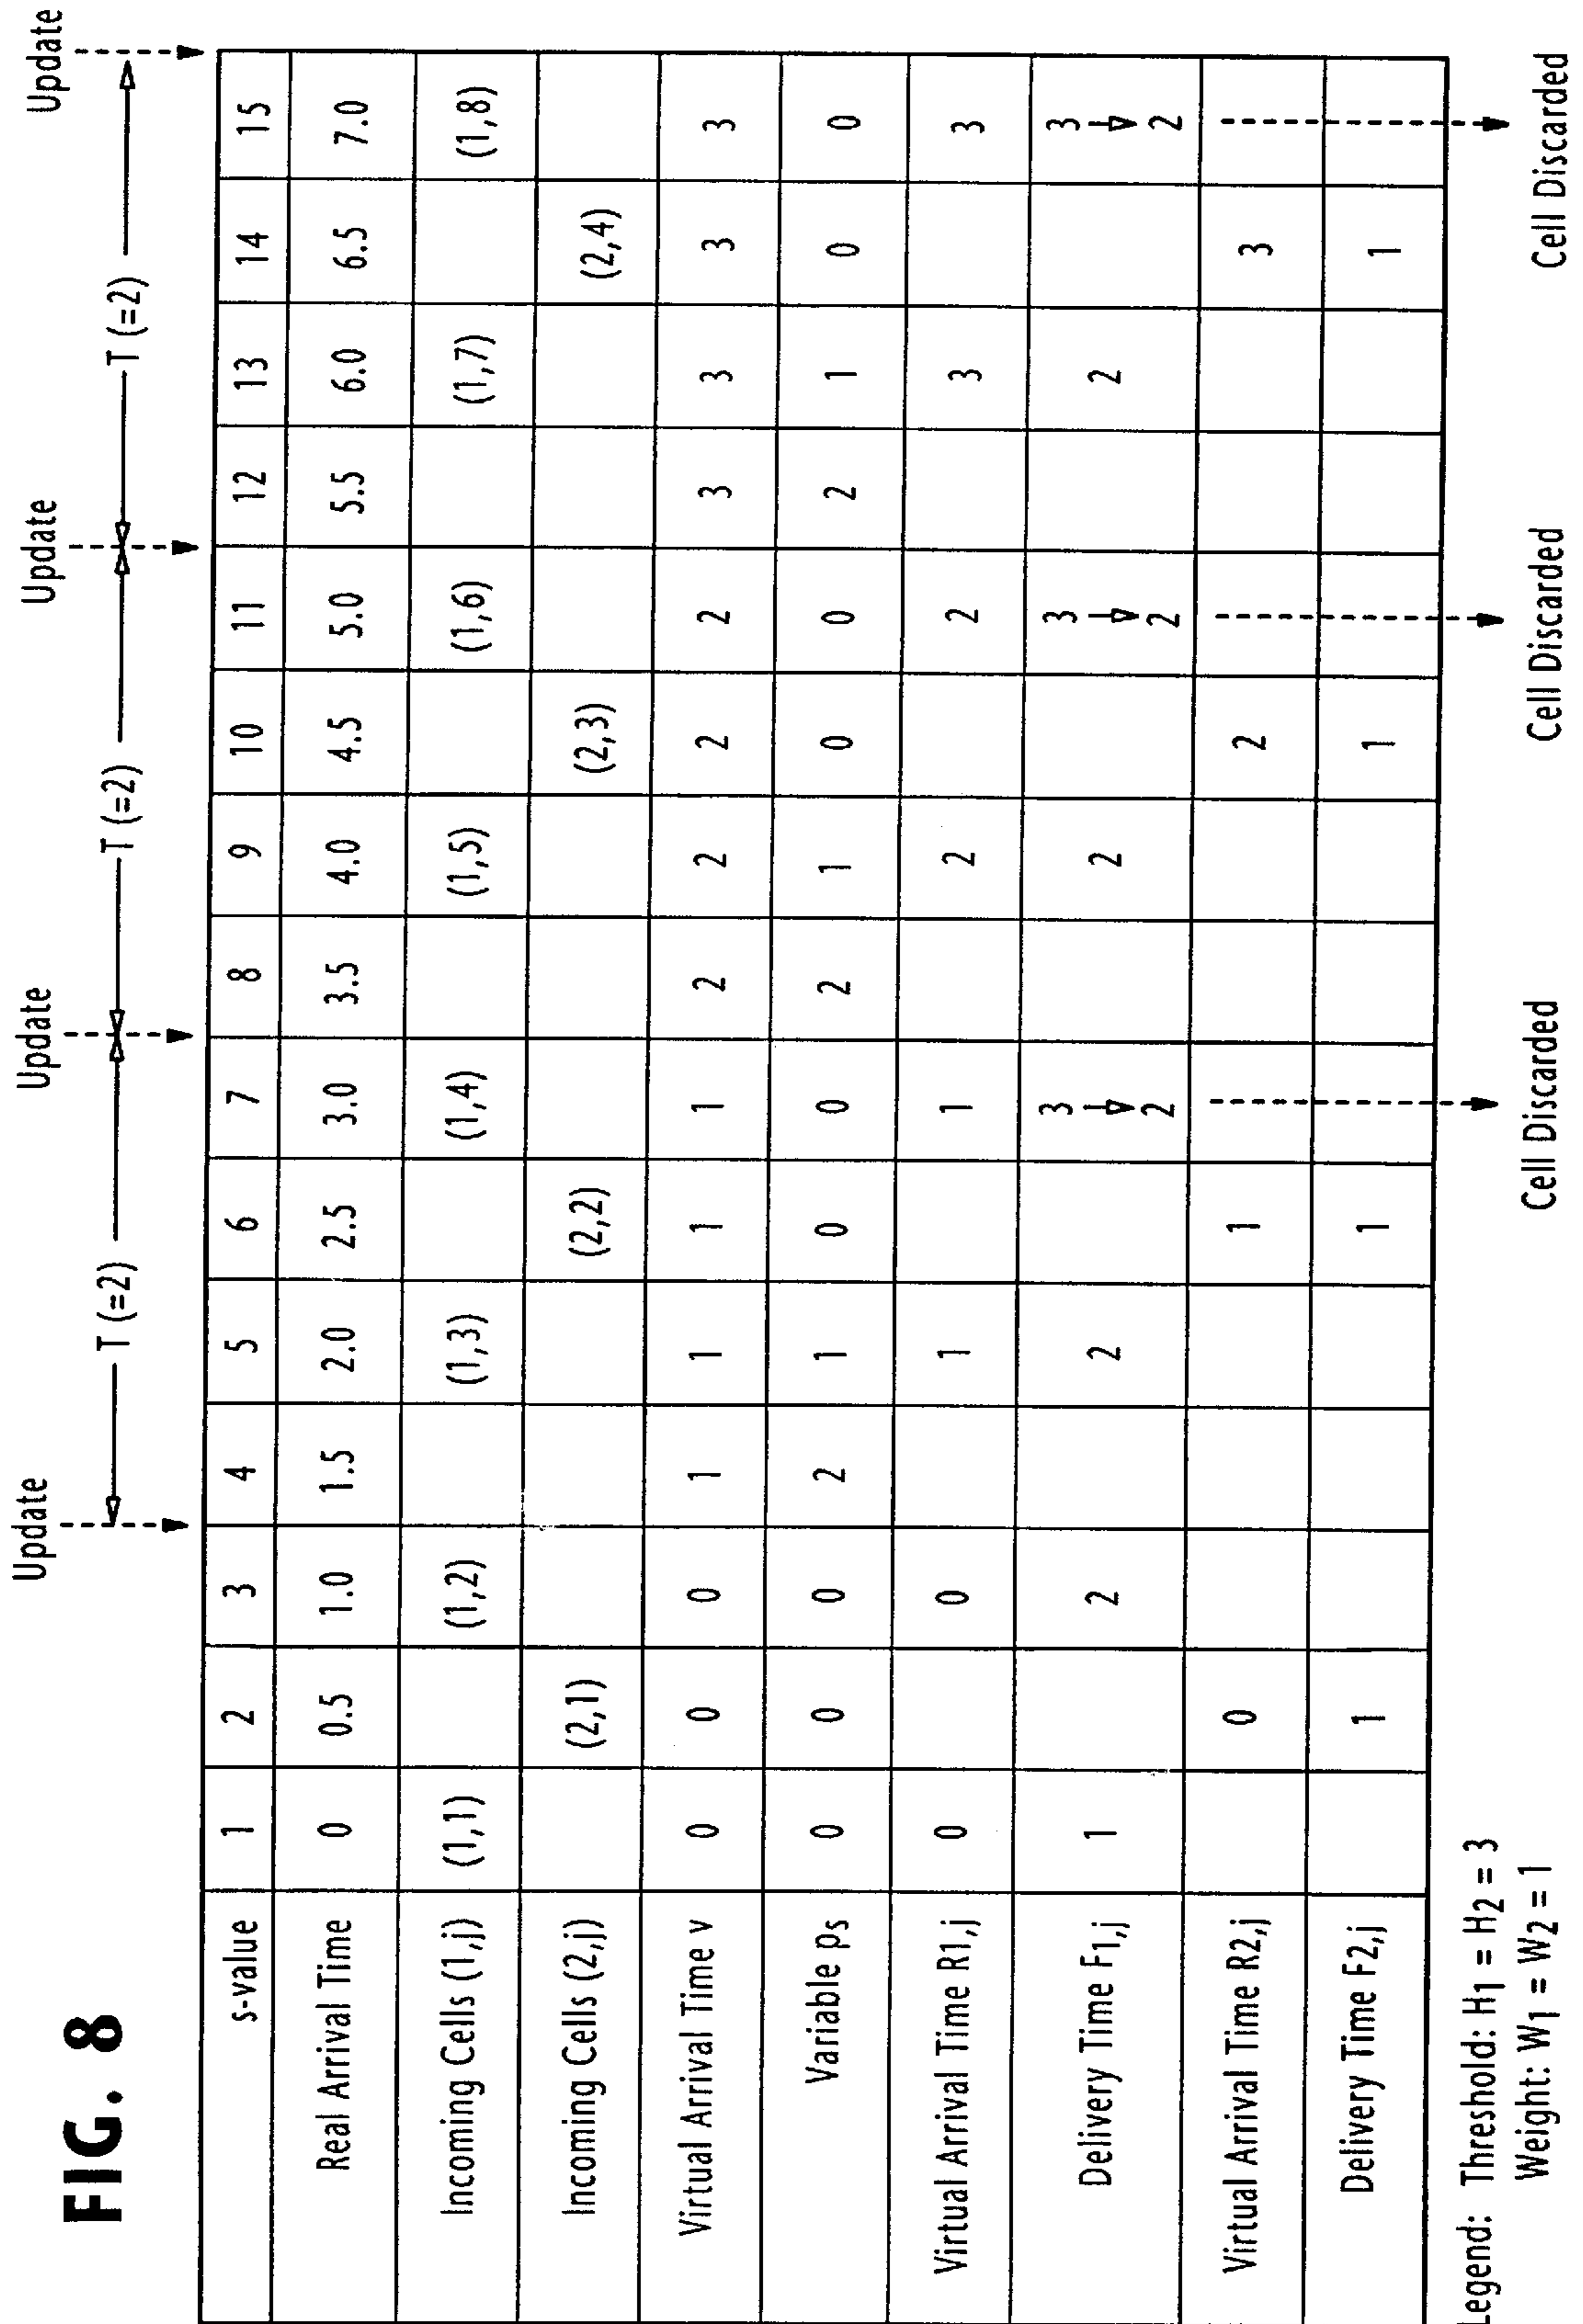 FIG. 8
Update Update Update Update
T (=2) T (=2) T (=2)
s-value 1 2 3 4 5 6 7 8 9 10 11 12 13 14 15
Real Arrival Time 0 0.5 1.0 1.5 2.0 2.5 3.0 3.5 4.0 4.5 5.0 5.5 6.0 6.5 7.0
Incoming Cells (1,j) (1,1) (1,2) (1,3) (1,4) (1,5) (1,6) (1,7) (1,8)
Incoming Cells (2,j) (2,1) (2,2) (2,3) (2,4)
Virtual Arrival Time v 0 0 0 1 1 1 1 2 2 2 2 3 3 3 3
Variable ps 0 0 0 2 1 0 0 2 1 0 0 2 1 0 0
Virtual Arrival Time R1,j 0 0 1 1 2 2 3 3
Delivery Time F1,j 1 2 2 3 2 2 3 2 2 3 2
Virtual Arrival Time R2,j 0 1 2 3
Delivery Time F2,j 1 1 1 1
Cell Discarded Cell Discarded Cell Discarded
Legend: Threshold: H1 = H2 = 3
Weight: W1 = W2 = 1